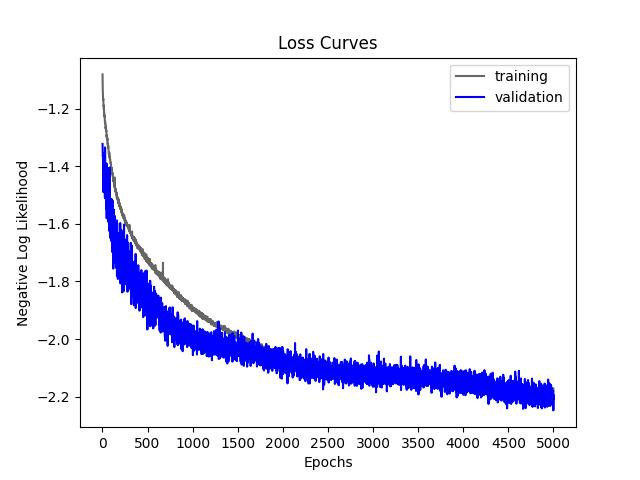 Loss Curves
training
validation
−1.2
−1.4
−1.6
−1.8
−2.0
−2.2
Negative Log Likelihood
0 500 1000 1500 2000 2500 3000 3500 4000 4500 5000
Epochs